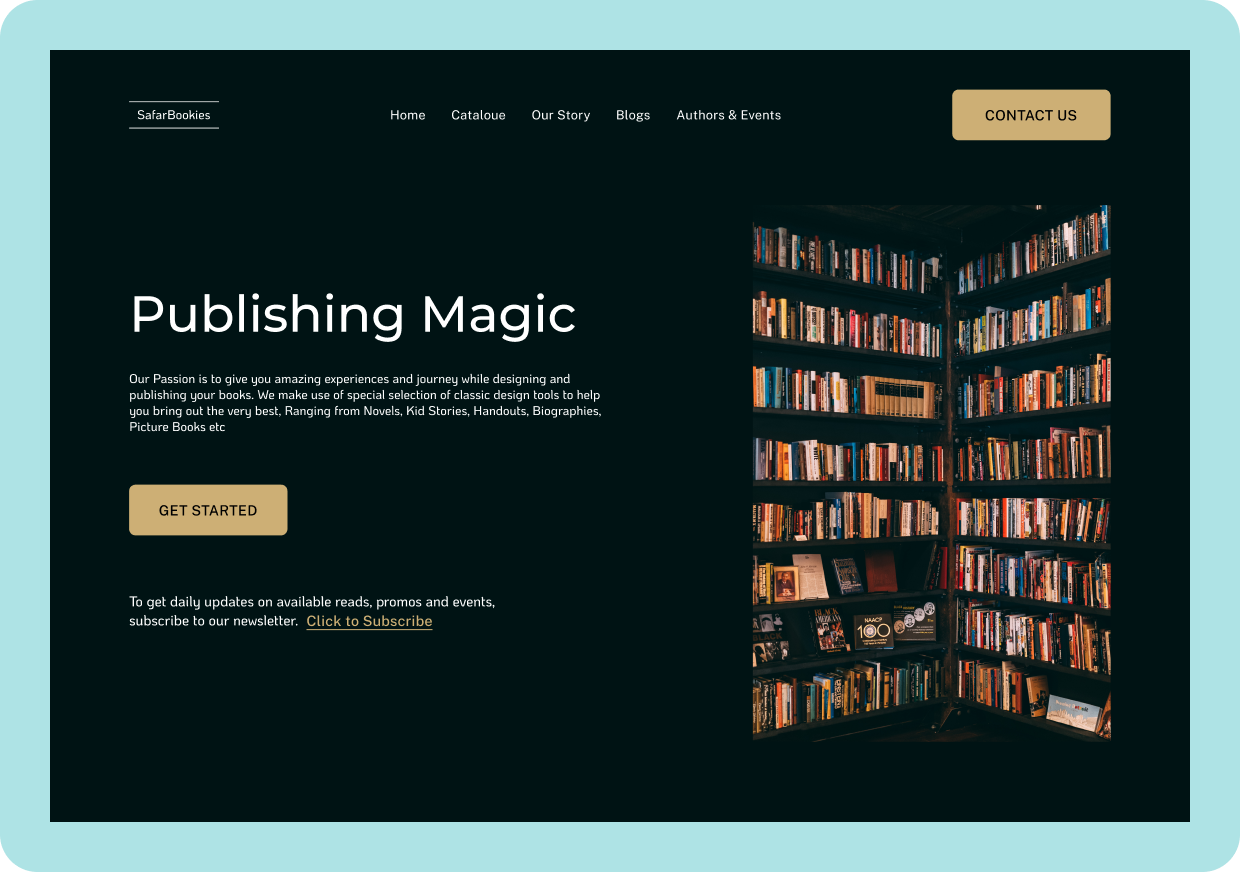 SafarBookies
Home Cataloue Our Story Blogs Authors & Events
CONTACT US
Publishing Magic
Our Passion is to give you amazing experiences and journey while designing and
publishing your books. We make use of special selection of classic design tools to help
you bring out the very best, Ranging from Novels, Kid Stories, Handouts, Biographies,
Picture Books etc
GET STARTED
To get daily updates on available reads, promos and events,
subscribe to our newsletter. Click to Subscribe
NAACP
100